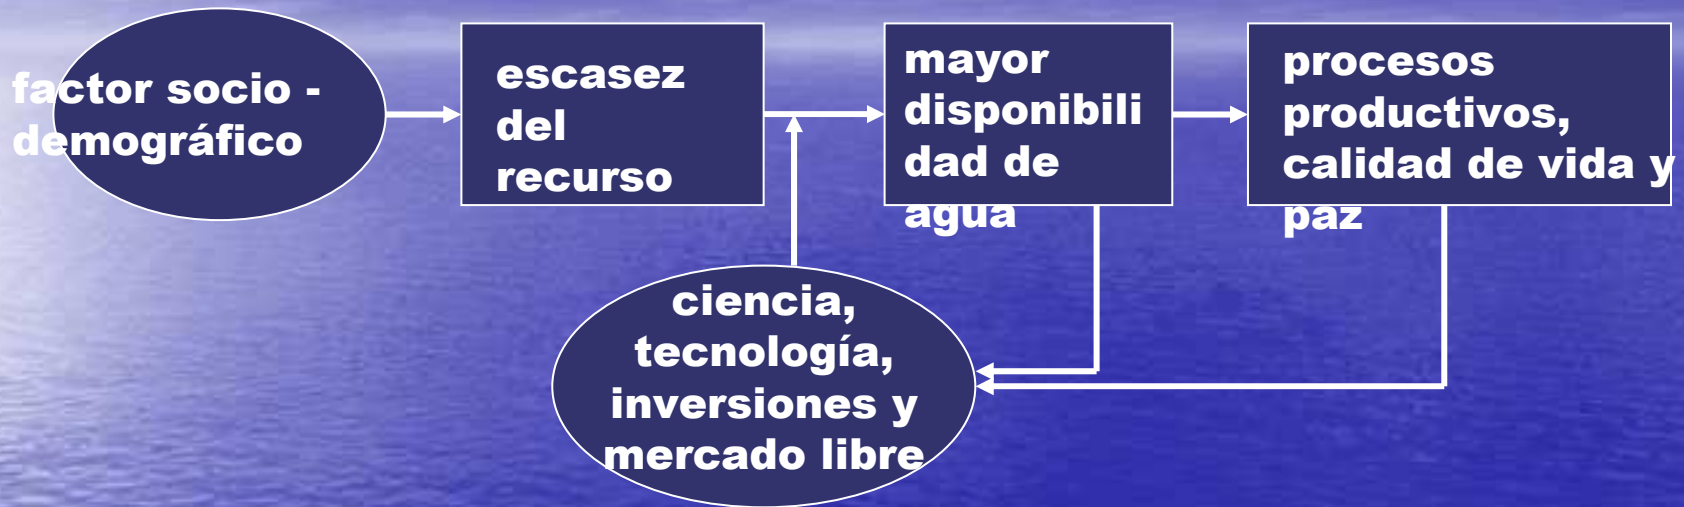 factor socio -
demográfico
escasez
del
recurso
mayor
disponibili
dad de
agua
procesos
productivos,
calidad de vida y
paz
ciencia,
tecnología,
inversiones y
mercado libre